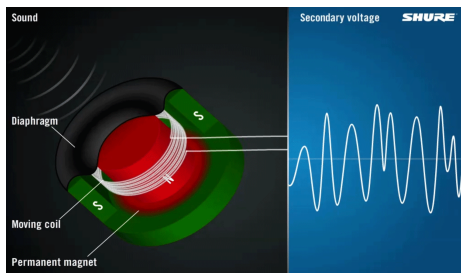 Sound
Secondary voltage
SHURE
Diaphragm
S
N
S
Moving coil
Permanent magnet